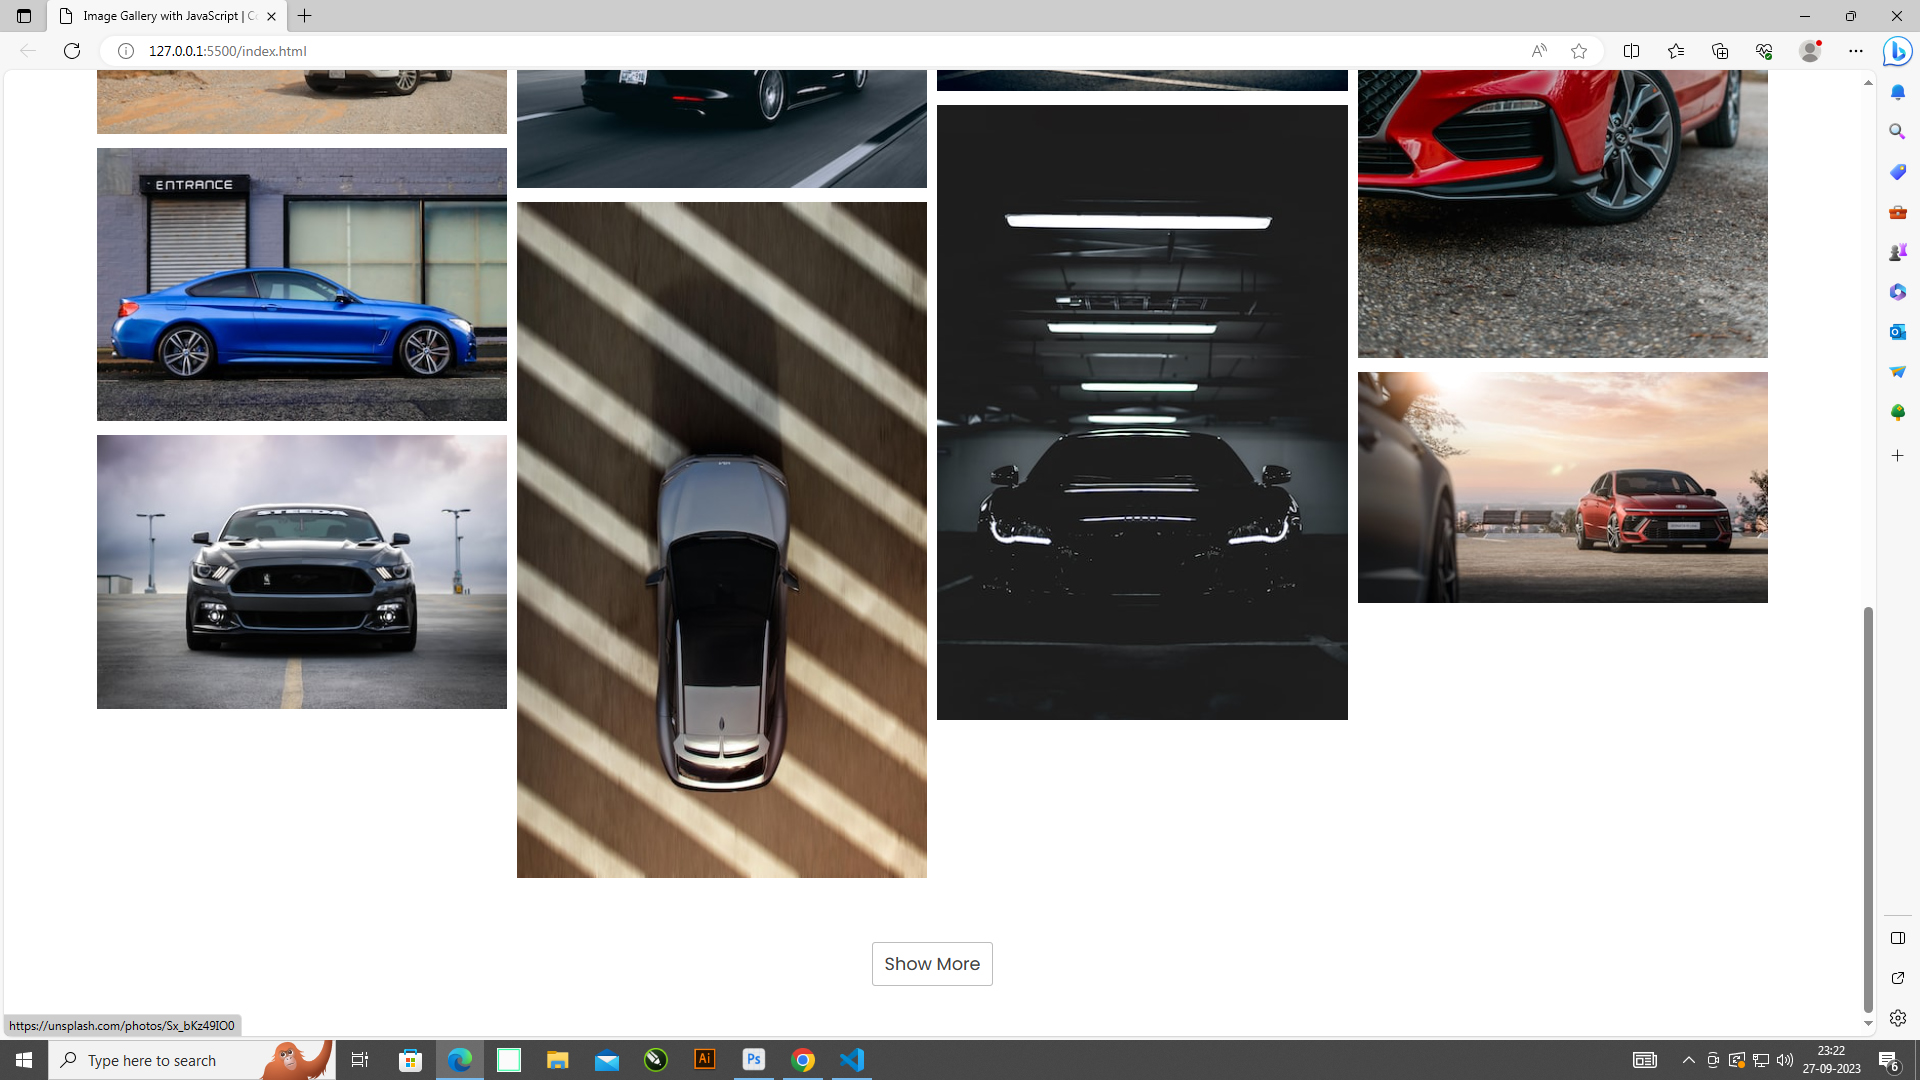 Image Gallery with JavaScript | Co
127.0.0.1:5500/index.html
ENTRANCE
STEEDA
Show More
https://unsplash.com/photos/Sx_bKz49IO0
Type here to search
Ai
Ps
23:22
27-09-2023
6